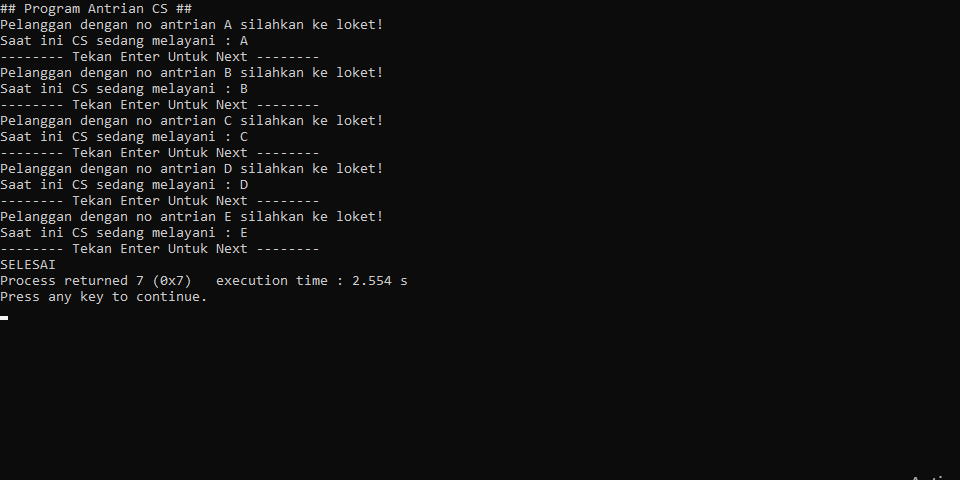 ## Program Antrian CS ##
Pelanggan dengan no antrian A silahkan ke loket!
Saat ini CS sedang melayani : A
-------- Tekan Enter Untuk Next --------
Pelanggan dengan no antrian B silahkan ke loket!
Saat ini CS sedang melayani : B
-------- Tekan Enter Untuk Next --------
Pelanggan dengan no antrian C silahkan ke loket!
Saat ini CS sedang melayani : C
-------- Tekan Enter Untuk Next --------
Pelanggan dengan no antrian D silahkan ke loket!
Saat ini CS sedang melayani : D
-------- Tekan Enter Untuk Next --------
Pelanggan dengan no antrian E silahkan ke loket!
Saat ini CS sedang melayani : E
-------- Tekan Enter Untuk Next --------
SELESAI
Process returned 7 (0x7)   execution time : 2.554 s
Press any key to continue.